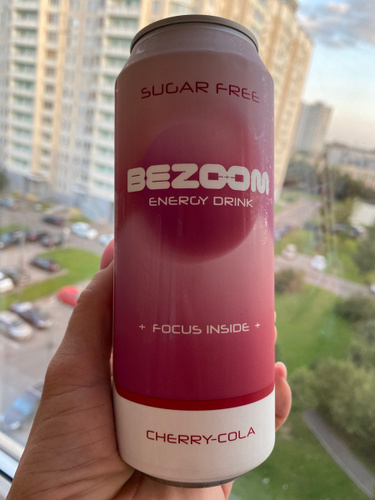 SUGAR FREE
BEZOOM
ENERGY DRINK
+ FOCUS INSIDE +
CHERRY-COLA